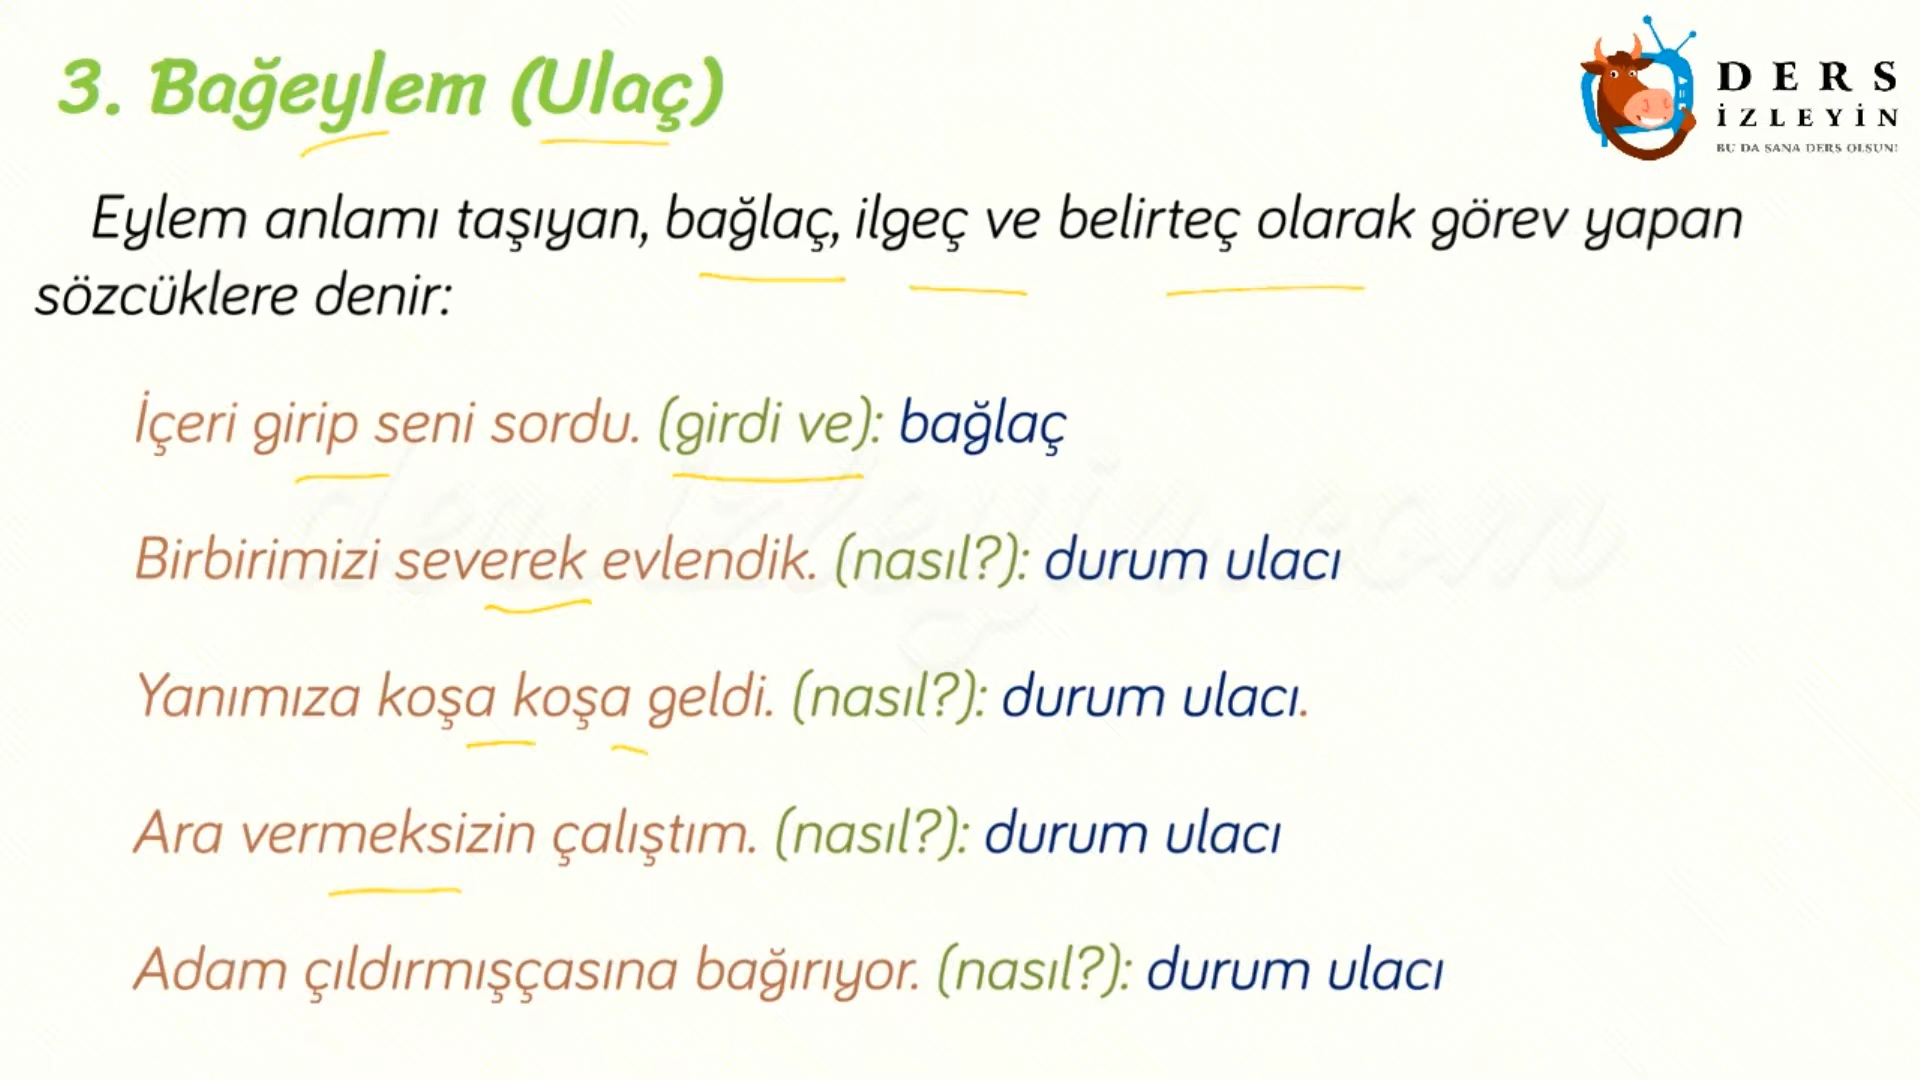 3. Bağeylem (Ulaç)
DERS
İZLEYİN
BU DA SANA DERS OLSUN!
Eylem anlamı taşıyan, bağlaç, ilgeç ve belirteç olarak görev yapan
sözcüklere denir:
İçeri girip seni sordu. (girdi ve): bağlaç
Birbirimizi severek evlendik. (nasıl?): durum ulacı
Yanımıza koşa koşa geldi. (nasıl?): durum ulacı.
Ara vermeksizin çalıştım. (nasıl?): durum ulacı
Adam çıldırmışçasına bağırıyor. (nasıl?): durum ulacı